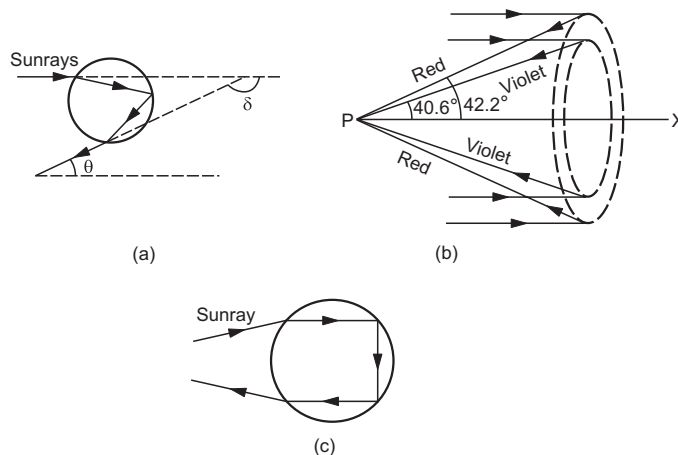 Sunrays
δ
θ
(a)
Red
Violet
P
40.6°
42.2°
X
Violet
Red
(b)
Sunray
(c)